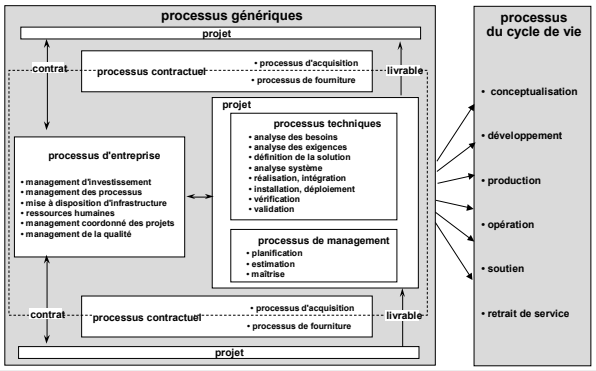 processus génériques
projet
contrat
processus contractuel
• processus d'acquisition
• processus de fourniture
livrable
projet
processus techniques
• analyse des besoins
• analyse des exigences
• définition de la solution
• analyse système
• réalisation, intégration
• installation, déploiement
• vérification
• validation
processus d'entreprise
• management d'investissement
• management des processus
• mise à disposition d'infrastructure
• ressources humaines
• management coordonné des projets
• management de la qualité
processus de management
• planification
• estimation
• maîtrise
contrat
processus contractuel
• processus d'acquisition
• processus de fourniture
livrable
projet
processus
du cycle de vie
• conceptualisation
• développement
• production
• opération
• soutien
• retrait de service